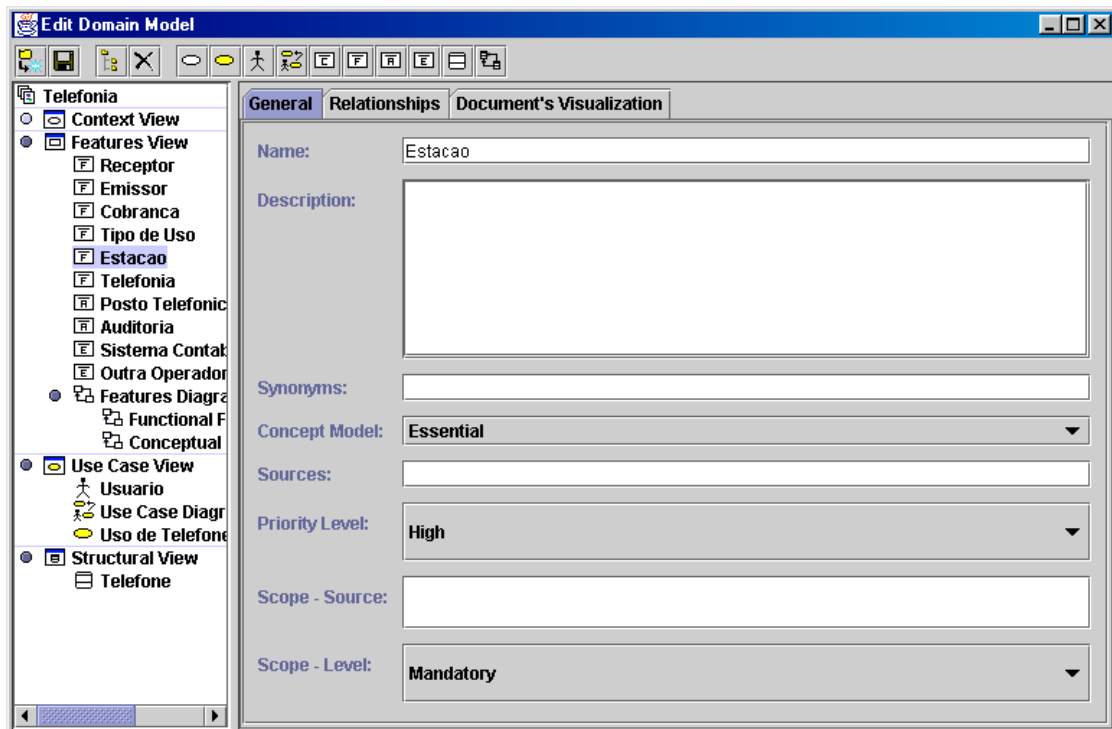 Edit Domain Model
Telefonia
Context View
Features View
F Receptor
F Emissor
F Cobranca
F Tipo de Uso
F Estacao
F Telefonia
A Posto Telefonic
A Auditoria
E Sistema Contab
E Outra Operador
Features Diagra
Functional F
Conceptual
Use Case View
Usuario
Use Case Diagr
Uso de Telefone
Structural View
Telefone
C F A E
General Relationships Document's Visualization
Name: Estacao
Description:
Synonyms:
Concept Model: Essential
Sources:
Priority Level: High
Scope - Source:
Scope - Level: Mandatory